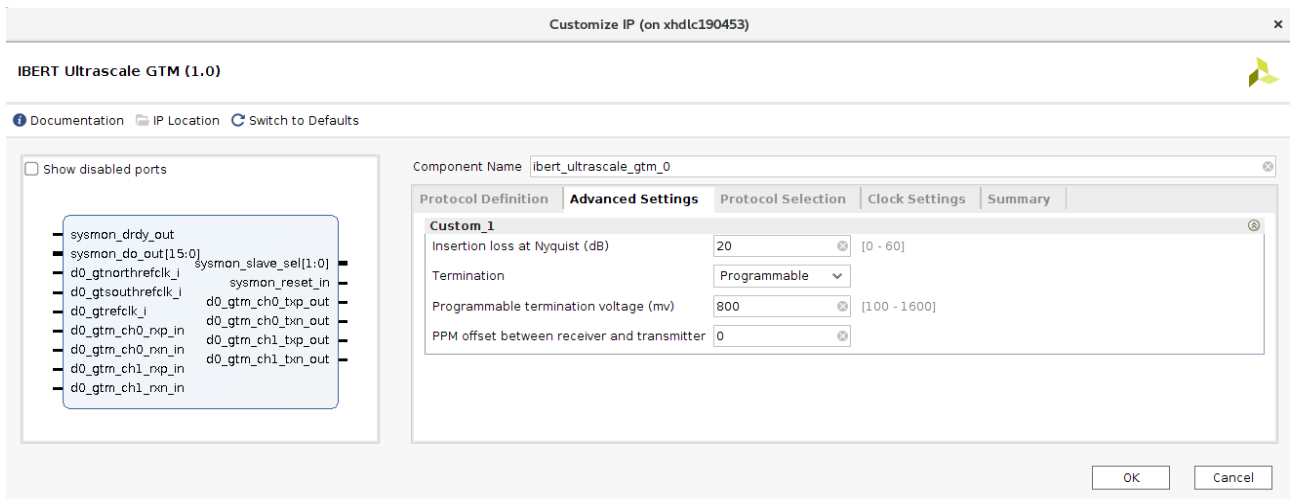 Customize IP (on xhdlc190453)
IBERT Ultrascale GTM (1.0)
Documentation IP Location Switch to Defaults
Show disabled ports
sysmon_drdy_out
sysmon_do_out[15:0]
d0_gtnorthrefclk_i
d0_gtsouthrefclk_i
d0_gtrefclk_i
d0_gtm_ch0_rxp_in
d0_gtm_ch0_rxn_in
d0_gtm_ch1_rxp_in
d0_gtm_ch1_rxn_in
sysmon_slave_sel[1:0]
sysmon_reset_in
d0_gtm_ch0_txp_out
d0_gtm_ch0_txn_out
d0_gtm_ch1_txp_out
d0_gtm_ch1_txn_out
Component Name ibert_ultrascale_gtm_0
Protocol Definition Advanced Settings Protocol Selection Clock Settings Summary
Custom_1
Insertion loss at Nyquist (dB) 20 [0 - 60]
Termination Programmable
Programmable termination voltage (mv) 800 [100 - 1600]
PPM offset between receiver and transmitter 0
OK Cancel